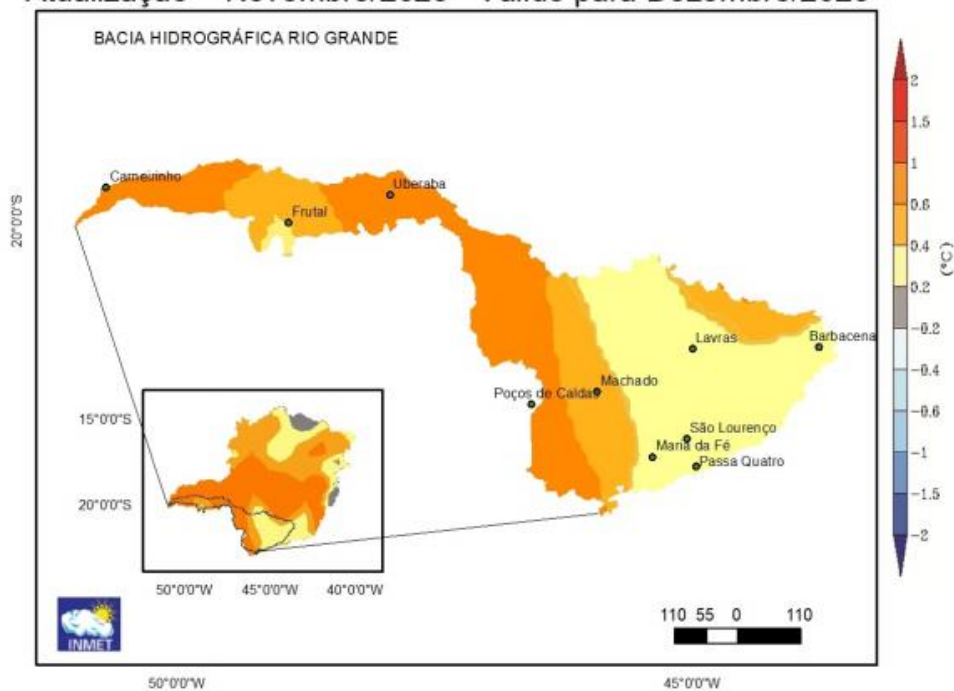 BACIA HIDROGRÁFICA RIO GRANDE
Carneirinho
Uberaba
Frutal
20°0'0"S
Lavras
Barbacena
Machado
Poços de Caldas
São Lourenço
Maria da Fé
Passa Quatro
15°0'0"S
20°0'0"S
50°0'0"W 45°0'0"W 40°0'0"W
INMET
110 55 0 110
50°0'0"W 45°0'0"W
2
1.5
1
0.6
0.4
0.2
-0.2
-0.4
-0.6
-1
-1.5
-2
(°C)